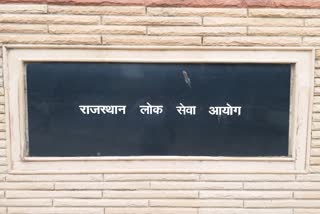 राजस्थान लोक सेवा आयोग